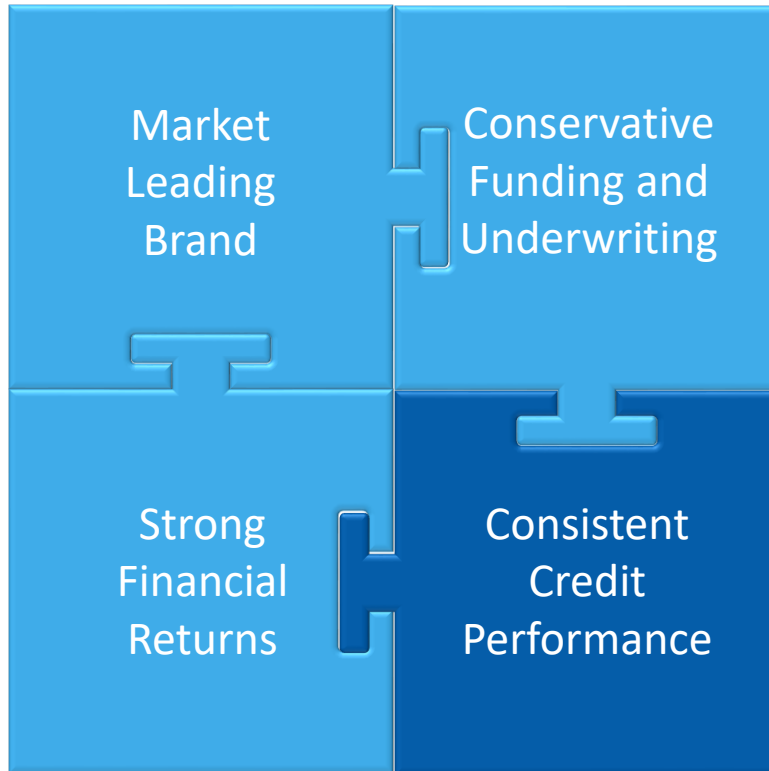 Market
Leading
Brand
Conservative
Funding and
Underwriting
Strong
Financial
Returns
Consistent
Credit
Performance